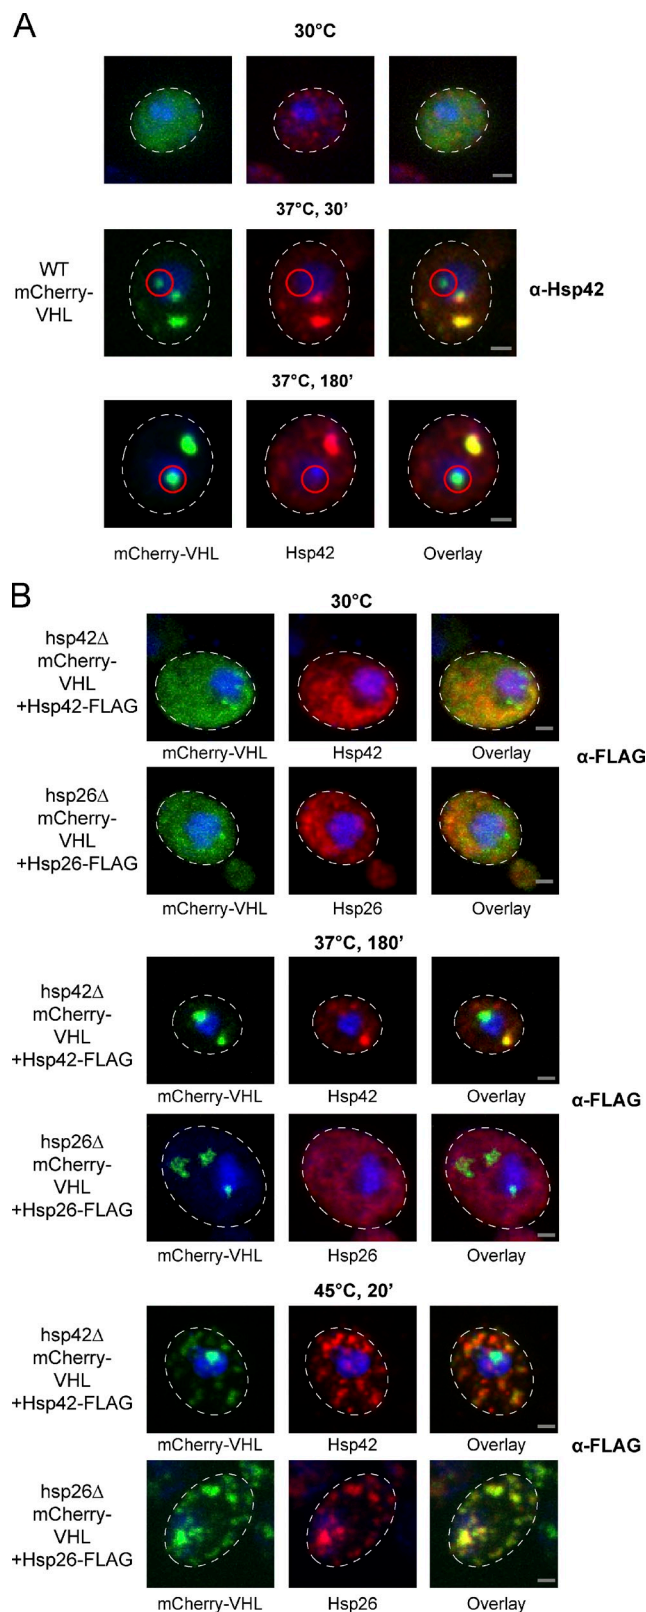 A
30°C
37°C, 30'
WT
mCherry-
VHL
α-Hsp42
37°C, 180'
mCherry-VHL Hsp42 Overlay
B
30°C
hsp42Δ
mCherry-
VHL
+Hsp42-FLAG
mCherry-VHL Hsp42 Overlay
α-FLAG
hsp26Δ
mCherry-
VHL
+Hsp26-FLAG
mCherry-VHL Hsp26 Overlay
37°C, 180'
hsp42Δ
mCherry-
VHL
+Hsp42-FLAG
mCherry-VHL Hsp42 Overlay
α-FLAG
hsp26Δ
mCherry-
VHL
+Hsp26-FLAG
mCherry-VHL Hsp26 Overlay
45°C, 20'
hsp42Δ
mCherry-
VHL
+Hsp42-FLAG
mCherry-VHL Hsp42 Overlay
α-FLAG
hsp26Δ
mCherry-
VHL
+Hsp26-FLAG
mCherry-VHL Hsp26 Overlay